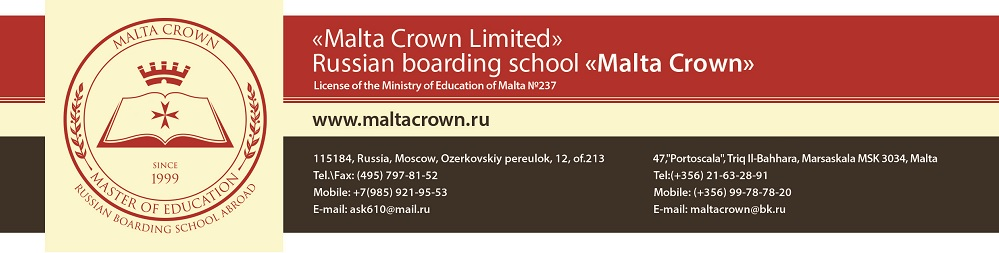 MALTA CROWN
SINCE
1999
MASTER OF EDUCATION
RUSSIAN BOARDING SCHOOL ABROAD
«Malta Crown Limited»
Russian boarding school «Malta Crown»
License of the Ministry of Education of Malta №237
www.maltacrown.ru
115184, Russia, Moscow, Ozerkovskiy pereulok, 12, of.213
Tel.\Fax: (495) 797-81-52
Mobile: +7(985) 921-95-53
E-mail: ask610@mail.ru
47,"Portoscala", Triq Il-Bahhara, Marsaskala MSK 3034, Malta
Tel:(+356) 21-63-28-91
Mobile: (+356) 99-78-78-20
E-mail: maltacrown@bk.ru